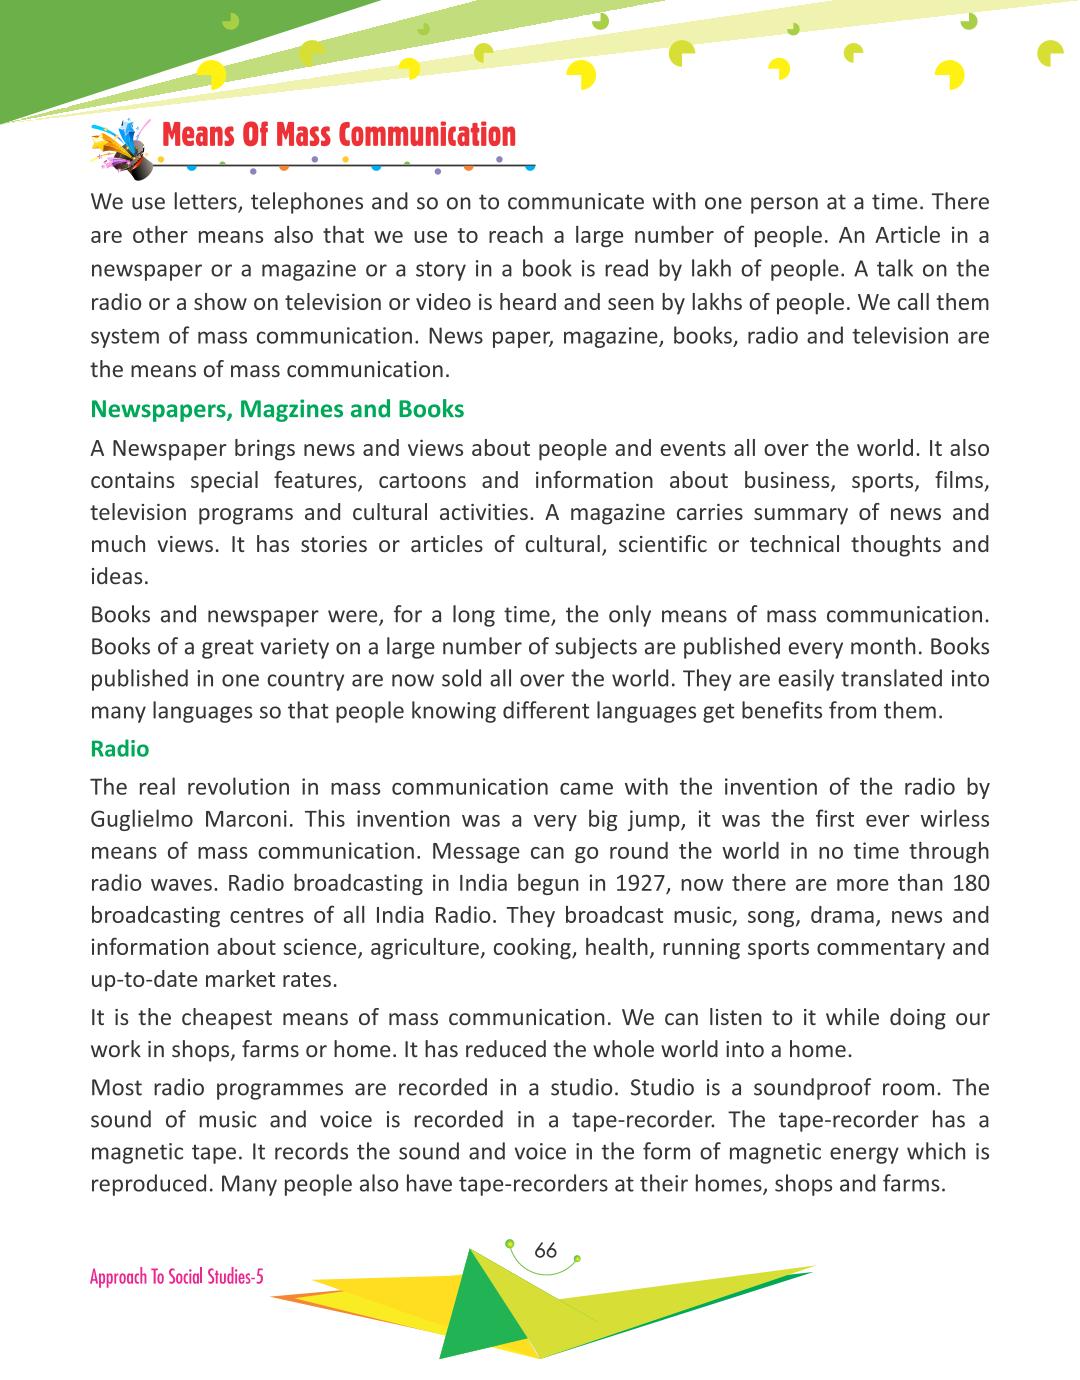 Means Of Mass Communication
We use letters, telephones and so on to communicate with one person at a time. There
are other means also that we use to reach a large number of people. An Article in a
newspaper or a magazine or a story in a book is read by lakh of people. A talk on the
radio or a show on television or video is heard and seen by lakhs of people. We call them
system of mass communication. News paper, magazine, books, radio and television are
the means of mass communication.
Newspapers, Magzines and Books
A Newspaper brings news and views about people and events all over the world. It also
contains special features, cartoons and information about business, sports, films,
television programs and cultural activities. A magazine carries summary of news and
much views. It has stories or articles of cultural, scientific or technical thoughts and
ideas.
Books and newspaper were, for a long time, the only means of mass communication.
Books of a great variety on a large number of subjects are published every month. Books
published in one country are now sold all over the world. They are easily translated into
many languages so that people knowing different languages get benefits from them.
Radio
The real revolution in mass communication came with the invention of the radio by
Guglielmo Marconi. This invention was a very big jump, it was the first ever wirless
means of mass communication. Message can go round the world in no time through
radio waves. Radio broadcasting in India begun in 1927, now there are more than 180
broadcasting centres of all India Radio. They broadcast music, song, drama, news and
information about science, agriculture, cooking, health, running sports commentary and
up-to-date market rates.
It is the cheapest means of mass communication. We can listen to it while doing our
work in shops, farms or home. It has reduced the whole world into a home.
Most radio programmes are recorded in a studio. Studio is a soundproof room. The
sound of music and voice is recorded in a tape-recorder. The tape-recorder has a
magnetic tape. It records the sound and voice in the form of magnetic energy which is
reproduced. Many people also have tape-recorders at their homes, shops and farms.
66
Approach To Social Studies-5